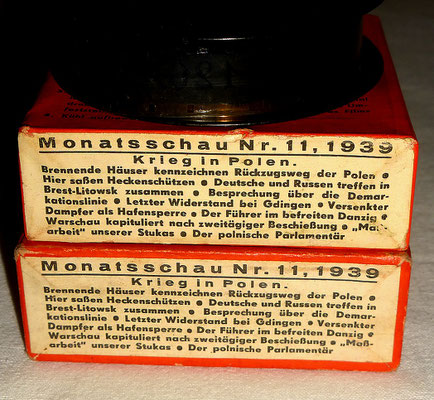 Monatsschau Nr. 11, 1939
Krieg in Polen.
Brennende Häuser kennzeichnen Rückzugsweg der Polen •
Hier saßen Heckenschützen • Deutsche und Russen treffen in
Brest-Litowsk zusammen • Besprechung über die Demar-
kationslinie • Letzter Widerstand bei Gdingen • Versenkter
Dampfer als Hafensperre • Der Führer im befreiten Danzig •
Warschau kapituliert nach zweitägiger Beschießung • „Maß-
arbeit” unserer Stukas • Der polnische Parlamentär
Monatsschau Nr. 11, 1939
Krieg in Polen.
Brennende Häuser kennzeichnen Rückzugsweg der Polen •
Hier saßen Heckenschützen • Deutsche und Russen treffen in
Brest-Litowsk zusammen • Besprechung über die Demar-
kationslinie • Letzter Widerstand bei Gdingen • Versenkter
Dampfer als Hafensperre • Der Führer im befreiten Danzig •
Warschau kapituliert nach zweitägiger Beschießung • „Maß-
arbeit” unserer Stukas • Der polnische Parlamentär